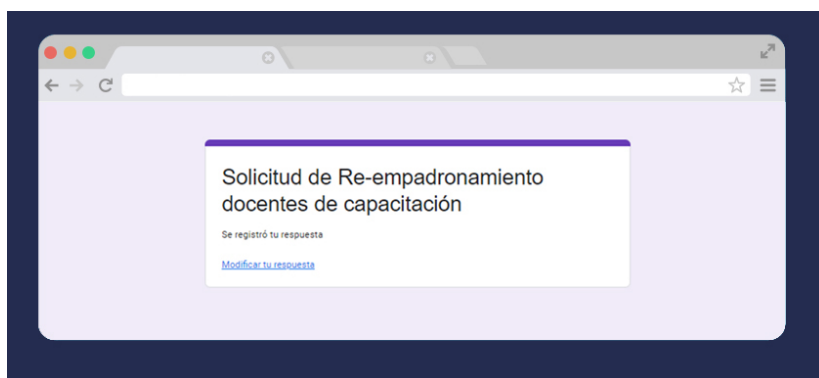 Solicitud de Re-empadronamiento
docentes de capacitación
Se registró tu respuesta
Modificar tu respuesta